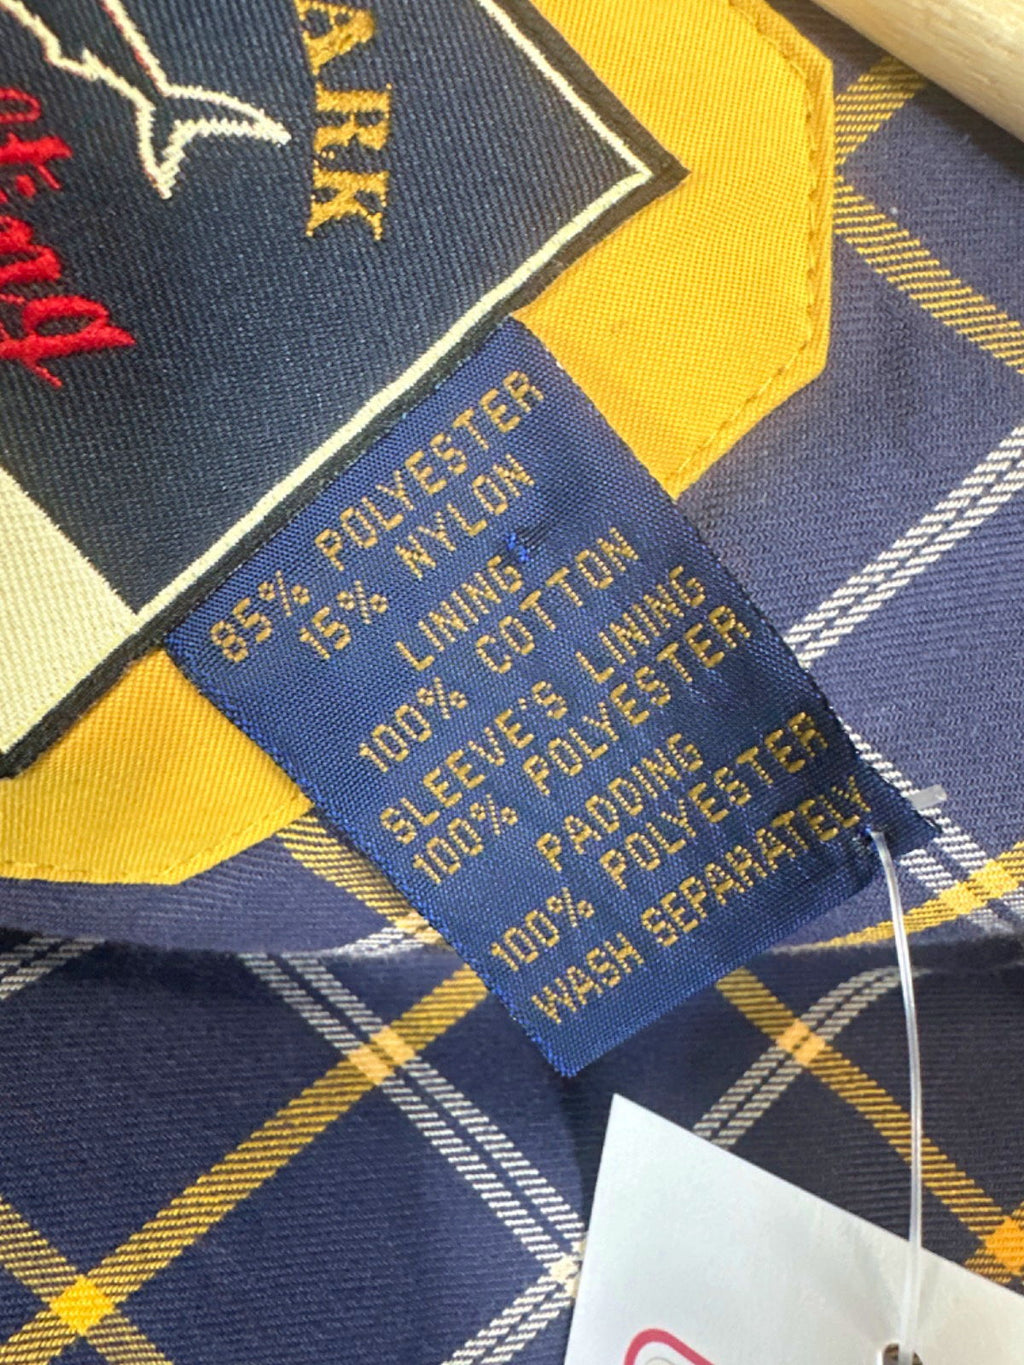 ARK
85% POLYESTER
15% NYLON
LINING
100% COTTON
SLEEVE'S LINING
100% POLYESTER
PADDING
100% POLYESTER
WASH SEPARATELY